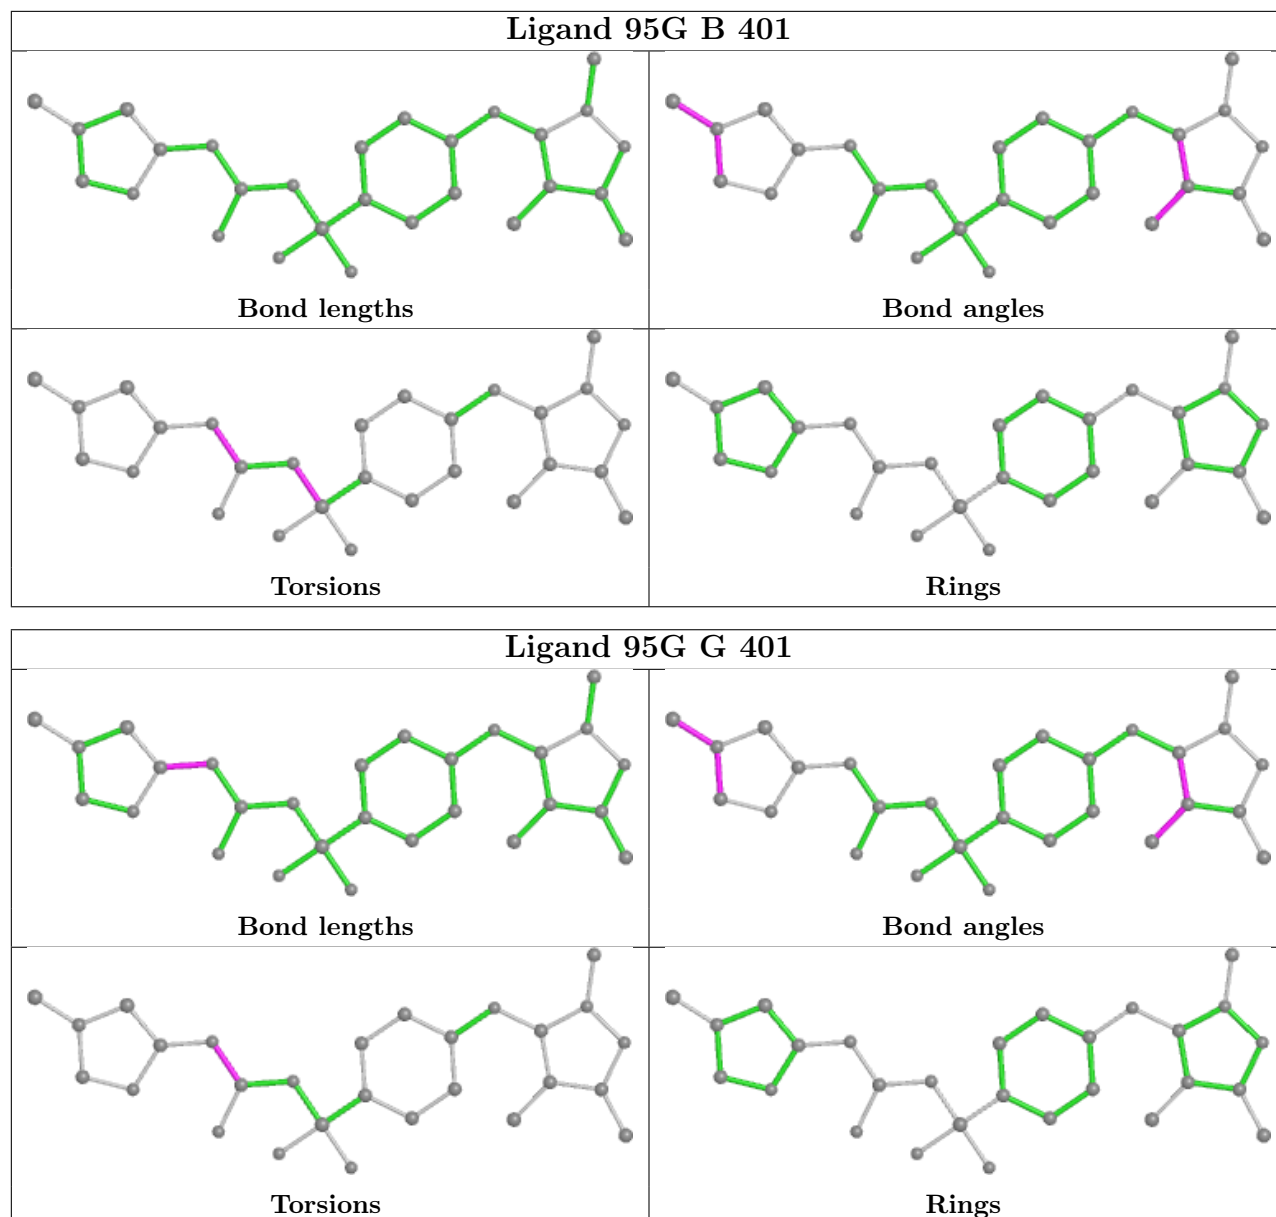 Ligand 95G B 401
Bond lengths
Bond angles
Torsions
Rings
Ligand 95G G 401
Bond lengths
Bond angles
Torsions
Rings